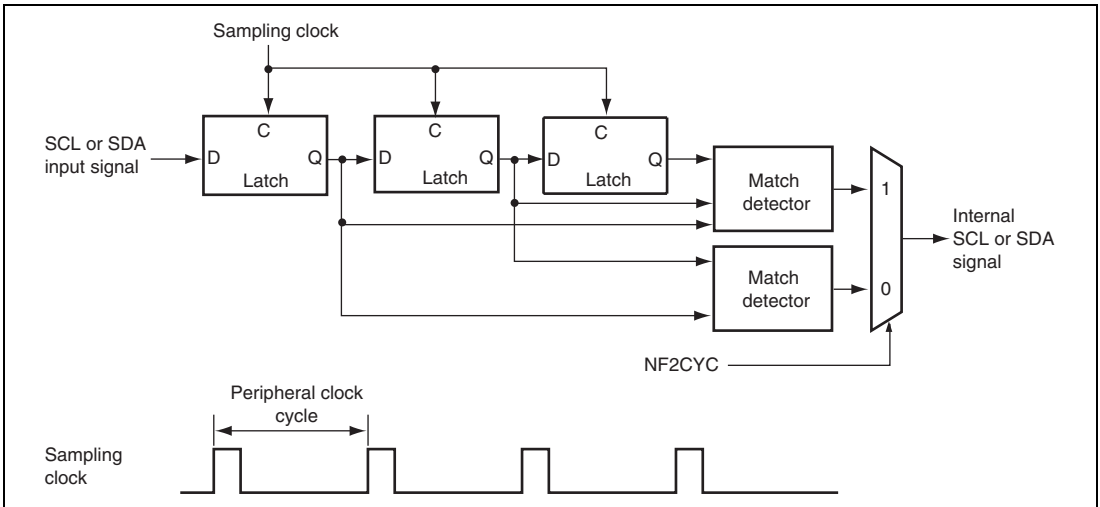 Sampling clock
SCL or SDA
input signal
C
D
Q
Latch
C
D
Q
Latch
C
D
Q
Latch
Match
detector
1
Internal
SCL or SDA
signal
Match
detector
0
NF2CYC
Peripheral clock
cycle
Sampling
clock